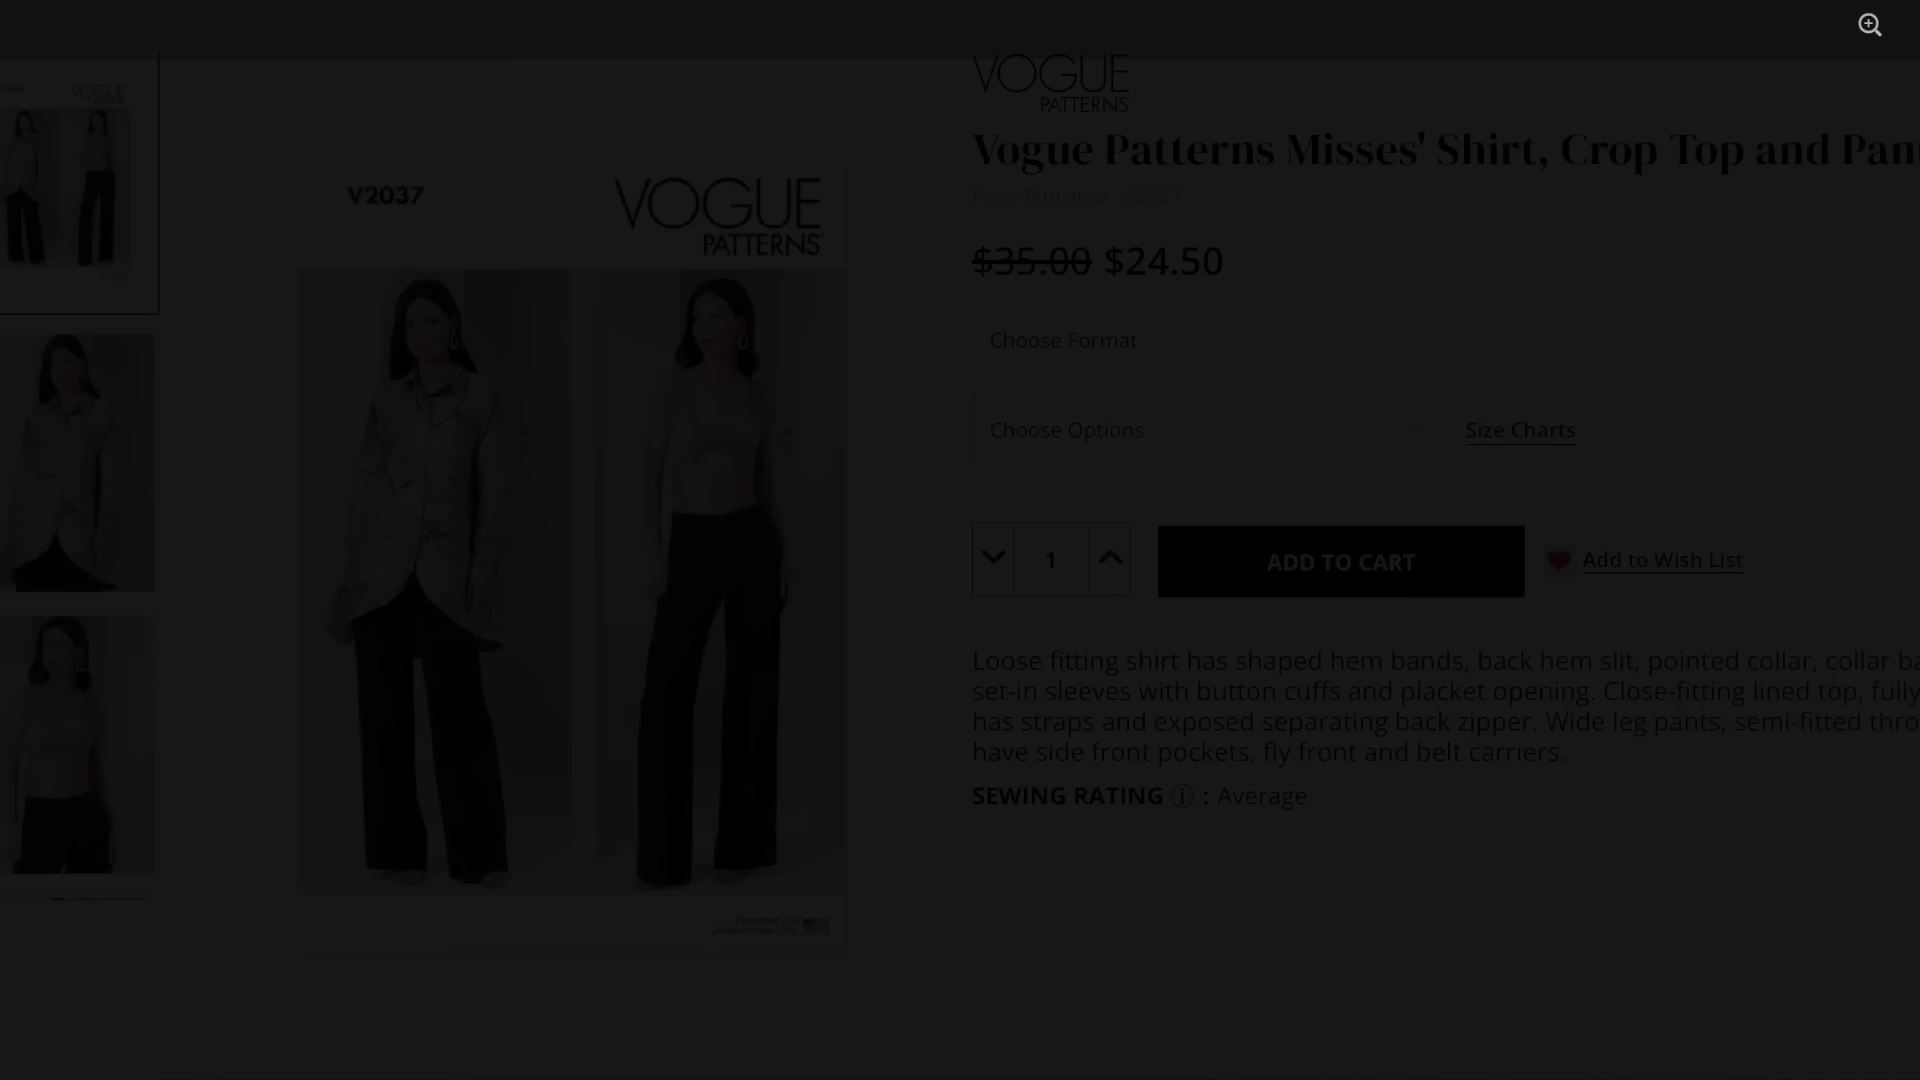 VOGUE
PATTERNS
V2037
VOGUE
PATTERNS
Vogue Patterns Misses' Shirt, Crop Top and Pan
Item Number V2037
$35.00 $24.50
Choose Format
Choose Options
Size Charts
1
ADD TO CART
Add to Wish List
Loose fitting shirt has shaped hem bands, back hem slit, pointed collar, collar ba
set-in sleeves with button cuffs and placket opening. Close-fitting lined top, fully
has straps and exposed separating back zipper. Wide leg pants, semi-fitted thro
have side front pockets, fly front and belt carriers.
SEWING RATING ⓘ : Average